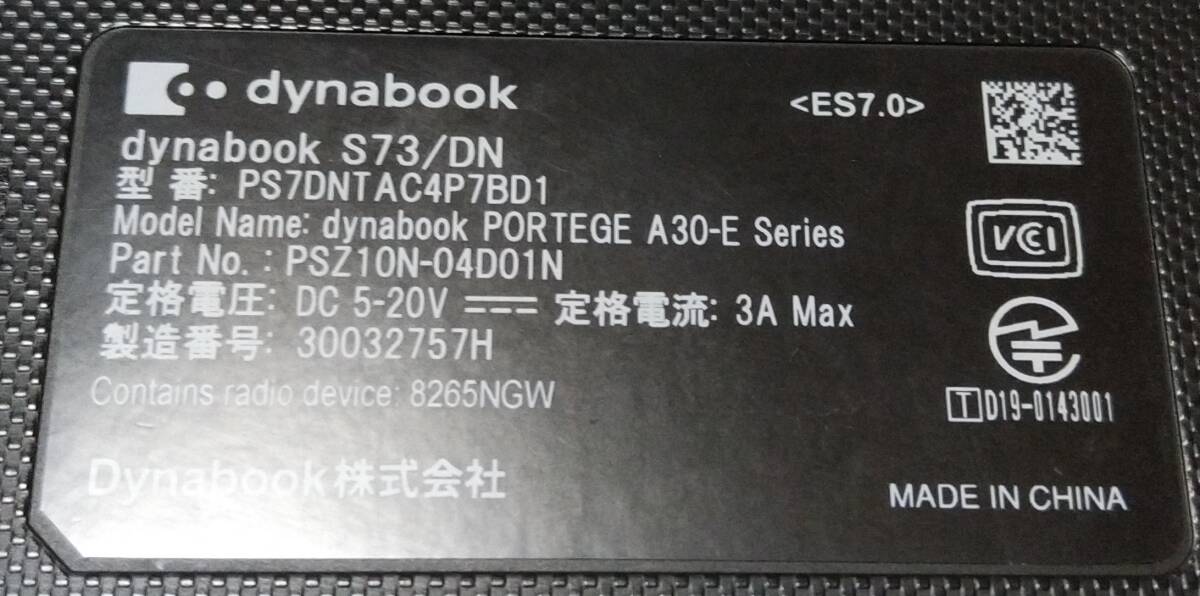 dynabook
<ES7.0>
dynabook S73/DN
型 番: PS7DNTAC4P7BD1
Model Name: dynabook PORTEGE A30-E Series
Part No. : PSZ10N-04D01N
VCCI
定格電圧: DC 5-20V 定格電流: 3A Max
製造番号: 30032757H
Contains radio device: 8265NGW
T D19-0143001
Dynabook株式会社
MADE IN CHINA